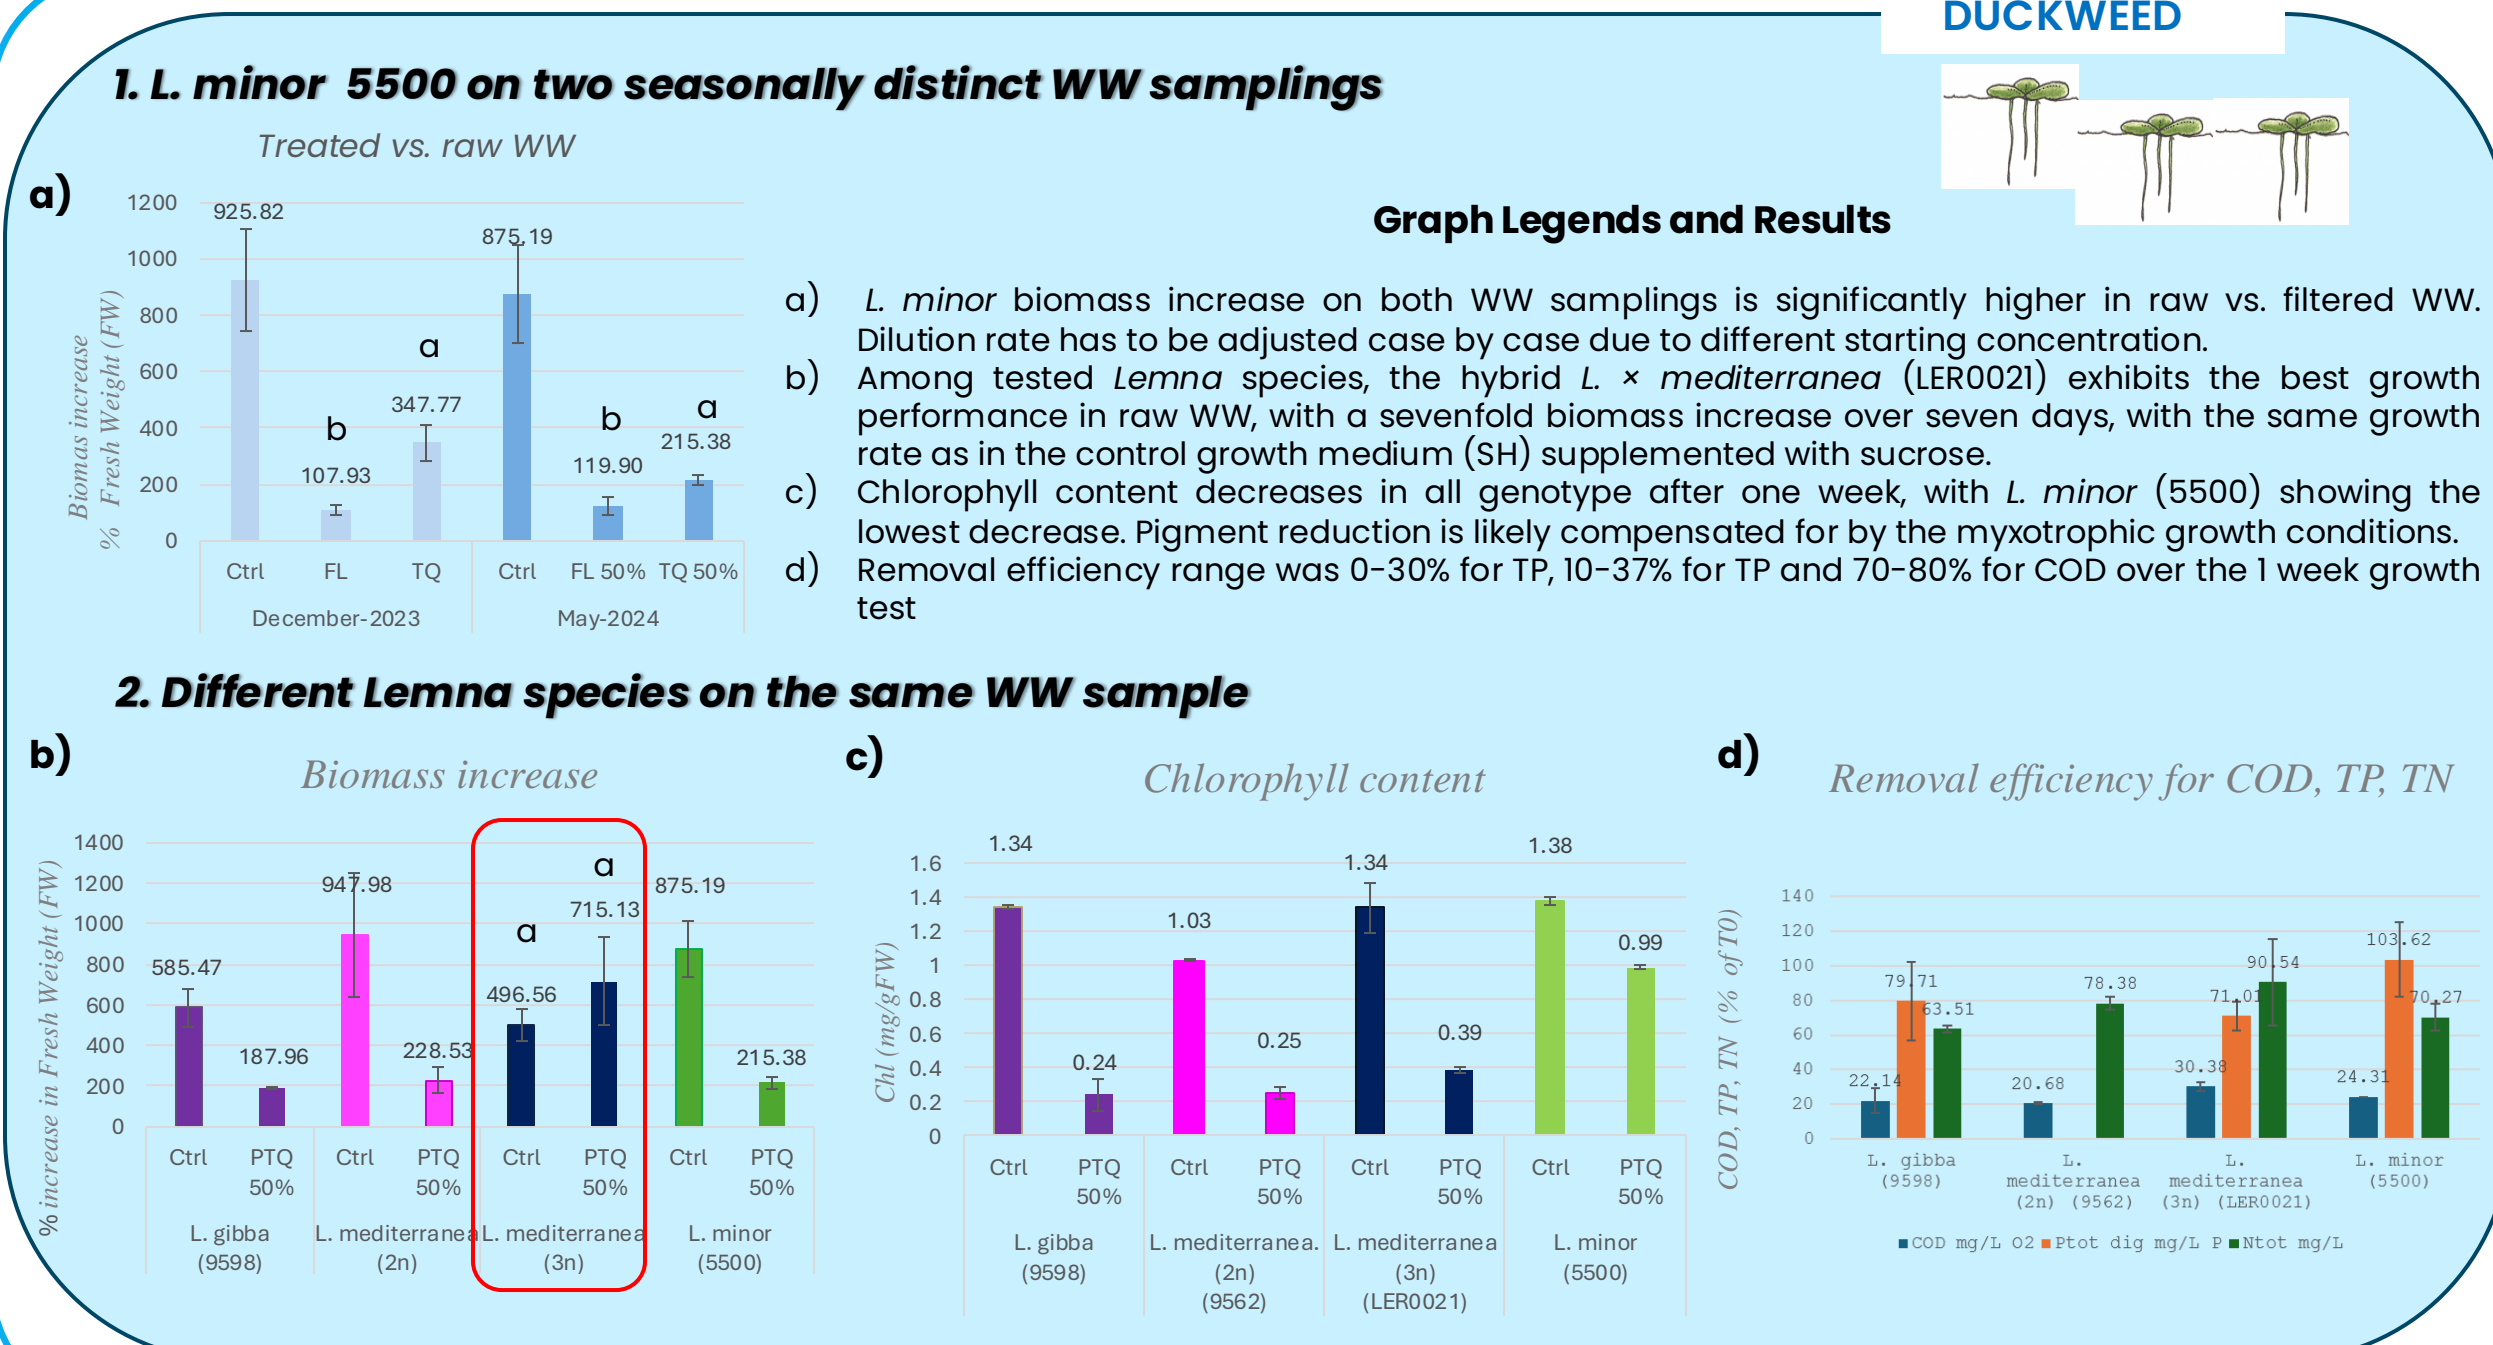 DUCKWEED
1. L. minor 5500 on two seasonally distinct WW samplings
Treated vs. raw WW
a)
Biomas increase
% Fresh Weight (FW)
1200
1000
800
600
400
200
0
925.82
107.93
b
347.77
a
875.19
119.90
b
215.38
a
Ctrl FL TQ Ctrl FL 50% TQ 50%
December-2023 May-2024
Graph Legends and Results
a) L. minor biomass increase on both WW samplings is significantly higher in raw vs. filtered WW.
Dilution rate has to be adjusted case by case due to different starting concentration.
b) Among tested Lemna species, the hybrid L. × mediterranea (LER0021) exhibits the best growth
performance in raw WW, with a sevenfold biomass increase over seven days, with the same growth
rate as in the control growth medium (SH) supplemented with sucrose.
c) Chlorophyll content decreases in all genotype after one week, with L. minor (5500) showing the
lowest decrease. Pigment reduction is likely compensated for by the myxotrophic growth conditions.
d) Removal efficiency range was 0-30% for TP, 10-37% for TP and 70-80% for COD over the 1 week growth
test
2. Different Lemna species on the same WW sample
b)
Biomass increase
% increase in Fresh Weight (FW)
1400
1200
1000
800
600
400
200
0
585.47
187.96
947.98
228.53
a
496.56
a
715.13
875.19
215.38
Ctrl PTQ Ctrl PTQ Ctrl PTQ Ctrl PTQ
50% 50% 50% 50%
L. gibba L. mediterranea L. mediterranea L. minor
(9598) (2n) (3n) (5500)
c)
Chlorophyll content
Chl (mg/gFW)
1.6
1.4
1.2
1
0.8
0.6
0.4
0.2
0
1.34
0.24
1.03
0.25
1.34
0.39
1.38
0.99
Ctrl PTQ Ctrl PTQ Ctrl PTQ Ctrl PTQ
50% 50% 50% 50%
L. gibba L. mediterranea. L. mediterranea L. minor
(9598) (2n) (3n) (5500)
(9562) (LER0021)
d)
Removal efficiency for COD, TP, TN
COD, TP, TN (% of T0)
140
120
100
80
60
40
20
0
22.14
79.71
63.51
20.68
78.38
30.38
71.01
90.54
24.31
103.62
70.27
L. gibba L. L. L. minor
(9598) mediterranea mediterranea (5500)
(2n) (9562) (3n) (LER0021)
COD mg/L O2 Ptot dig mg/L P Ntot mg/L